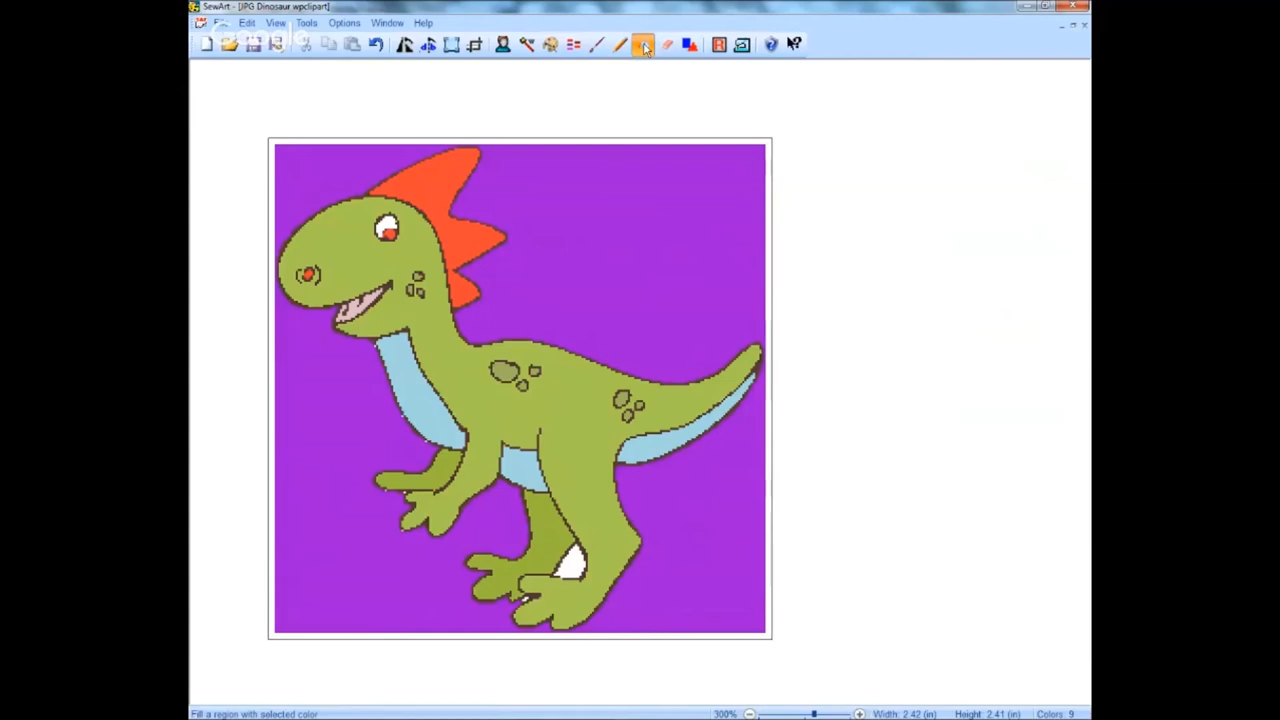 SewArt - [JPG Dinosaur wpclipart]
Edit View Tools Options Window Help
Google
Fill a region with selected color 300% Width: 2.42 (in) Height: 2.41 (in) Colors: 9